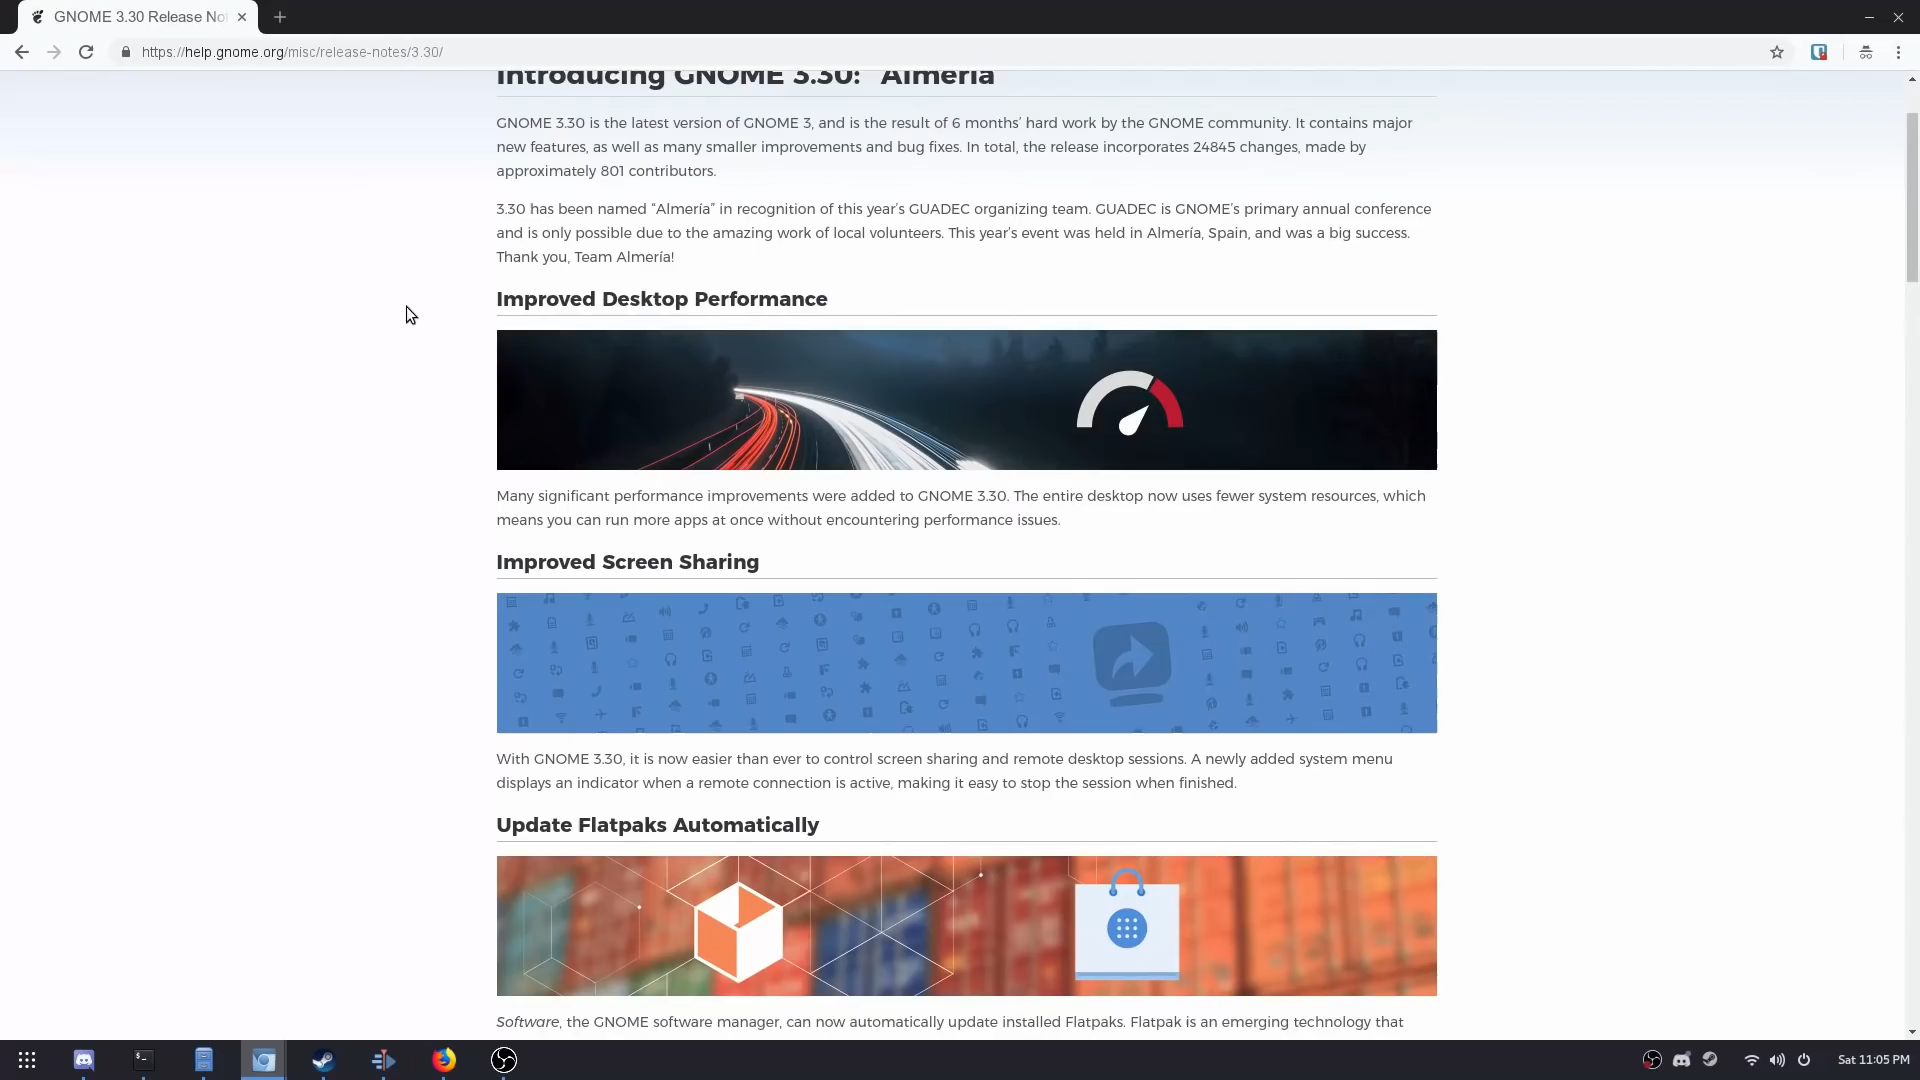 GNOME 3.30 Release No
https://help.gnome.org/misc/release-notes/3.30/
Introducing GNOME 3.30: “Almería”
GNOME 3.30 is the latest version of GNOME 3, and is the result of 6 months’ hard work by the GNOME community. It contains major
new features, as well as many smaller improvements and bug fixes. In total, the release incorporates 24845 changes, made by
approximately 801 contributors.
3.30 has been named “Almería” in recognition of this year’s GUADEC organizing team. GUADEC is GNOME’s primary annual conference
and is only possible due to the amazing work of local volunteers. This year’s event was held in Almería, Spain, and was a big success.
Thank you, Team Almería!
Improved Desktop Performance
Many significant performance improvements were added to GNOME 3.30. The entire desktop now uses fewer system resources, which
means you can run more apps at once without encountering performance issues.
Improved Screen Sharing
With GNOME 3.30, it is now easier than ever to control screen sharing and remote desktop sessions. A newly added system menu
displays an indicator when a remote connection is active, making it easy to stop the session when finished.
Update Flatpaks Automatically
Software, the GNOME software manager, can now automatically update installed Flatpaks. Flatpak is an emerging technology that
Sat 11:05 PM